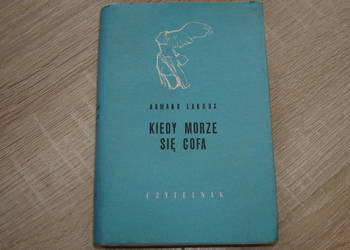 ARMAND LANOUX
KIEDY MORZE
SIĘ COFA
CZYTELNIK